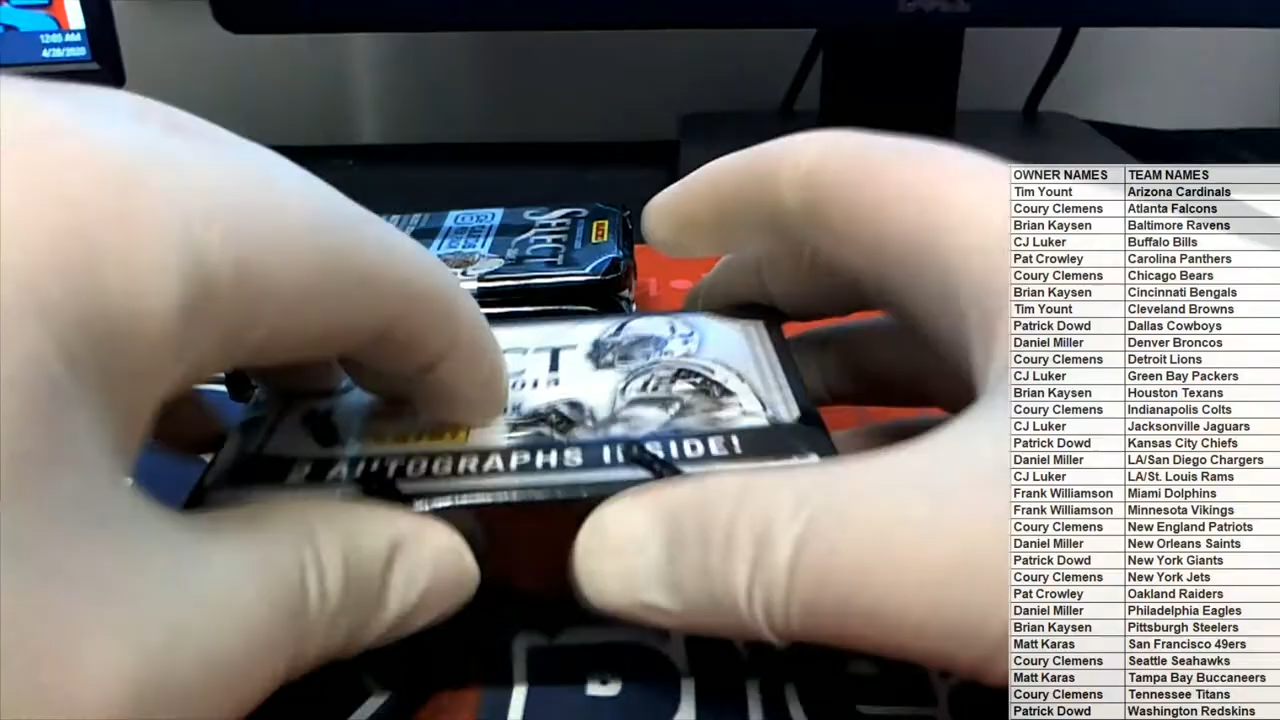 DELL
12:05 AM
4/28/2020
SELECT
AUTOGRAPHS INSIDE!
OWNER NAMES TEAM NAMES
Tim Yount Arizona Cardinals
Coury Clemens Atlanta Falcons
Brian Kaysen Baltimore Ravens
CJ Luker Buffalo Bills
Pat Crowley Carolina Panthers
Coury Clemens Chicago Bears
Brian Kaysen Cincinnati Bengals
Tim Yount Cleveland Browns
Patrick Dowd Dallas Cowboys
Daniel Miller Denver Broncos
Coury Clemens Detroit Lions
CJ Luker Green Bay Packers
Brian Kaysen Houston Texans
Coury Clemens Indianapolis Colts
CJ Luker Jacksonville Jaguars
Patrick Dowd Kansas City Chiefs
Daniel Miller LA/San Diego Chargers
CJ Luker LA/St. Louis Rams
Frank Williamson Miami Dolphins
Frank Williamson Minnesota Vikings
Coury Clemens New England Patriots
Daniel Miller New Orleans Saints
Patrick Dowd New York Giants
Coury Clemens New York Jets
Pat Crowley Oakland Raiders
Daniel Miller Philadelphia Eagles
Brian Kaysen Pittsburgh Steelers
Matt Karas San Francisco 49ers
Coury Clemens Seattle Seahawks
Matt Karas Tampa Bay Buccaneers
Coury Clemens Tennessee Titans
Patrick Dowd Washington Redskins